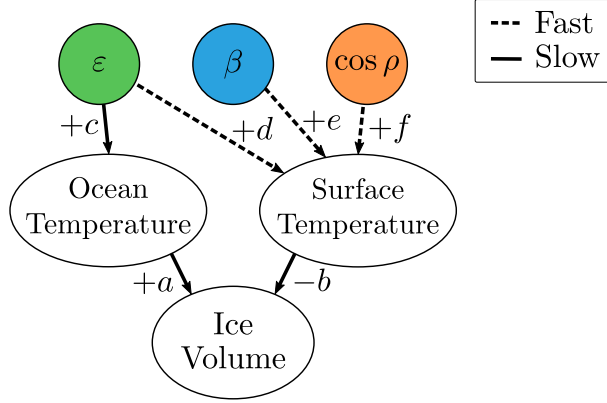 ε β cos ρ
Fast
Slow
+c +d +e +f
Ocean
Temperature
Surface
Temperature
+a −b
Ice
Volume